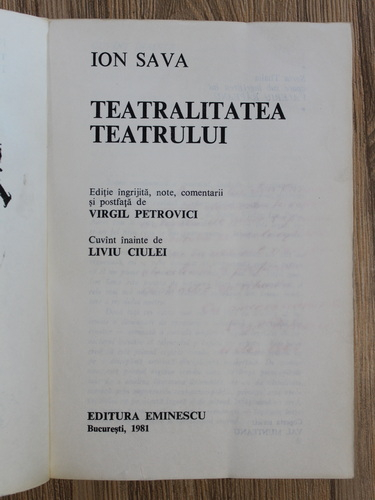 ION SAVA
TEATRALITATEA
TEATRULUI
Ediție îngrijită, note, comentarii
și postfață de
VIRGIL PETROVICI
Cuvînt înainte de
LIVIU CIULEI
EDITURA EMINESCU
București, 1981